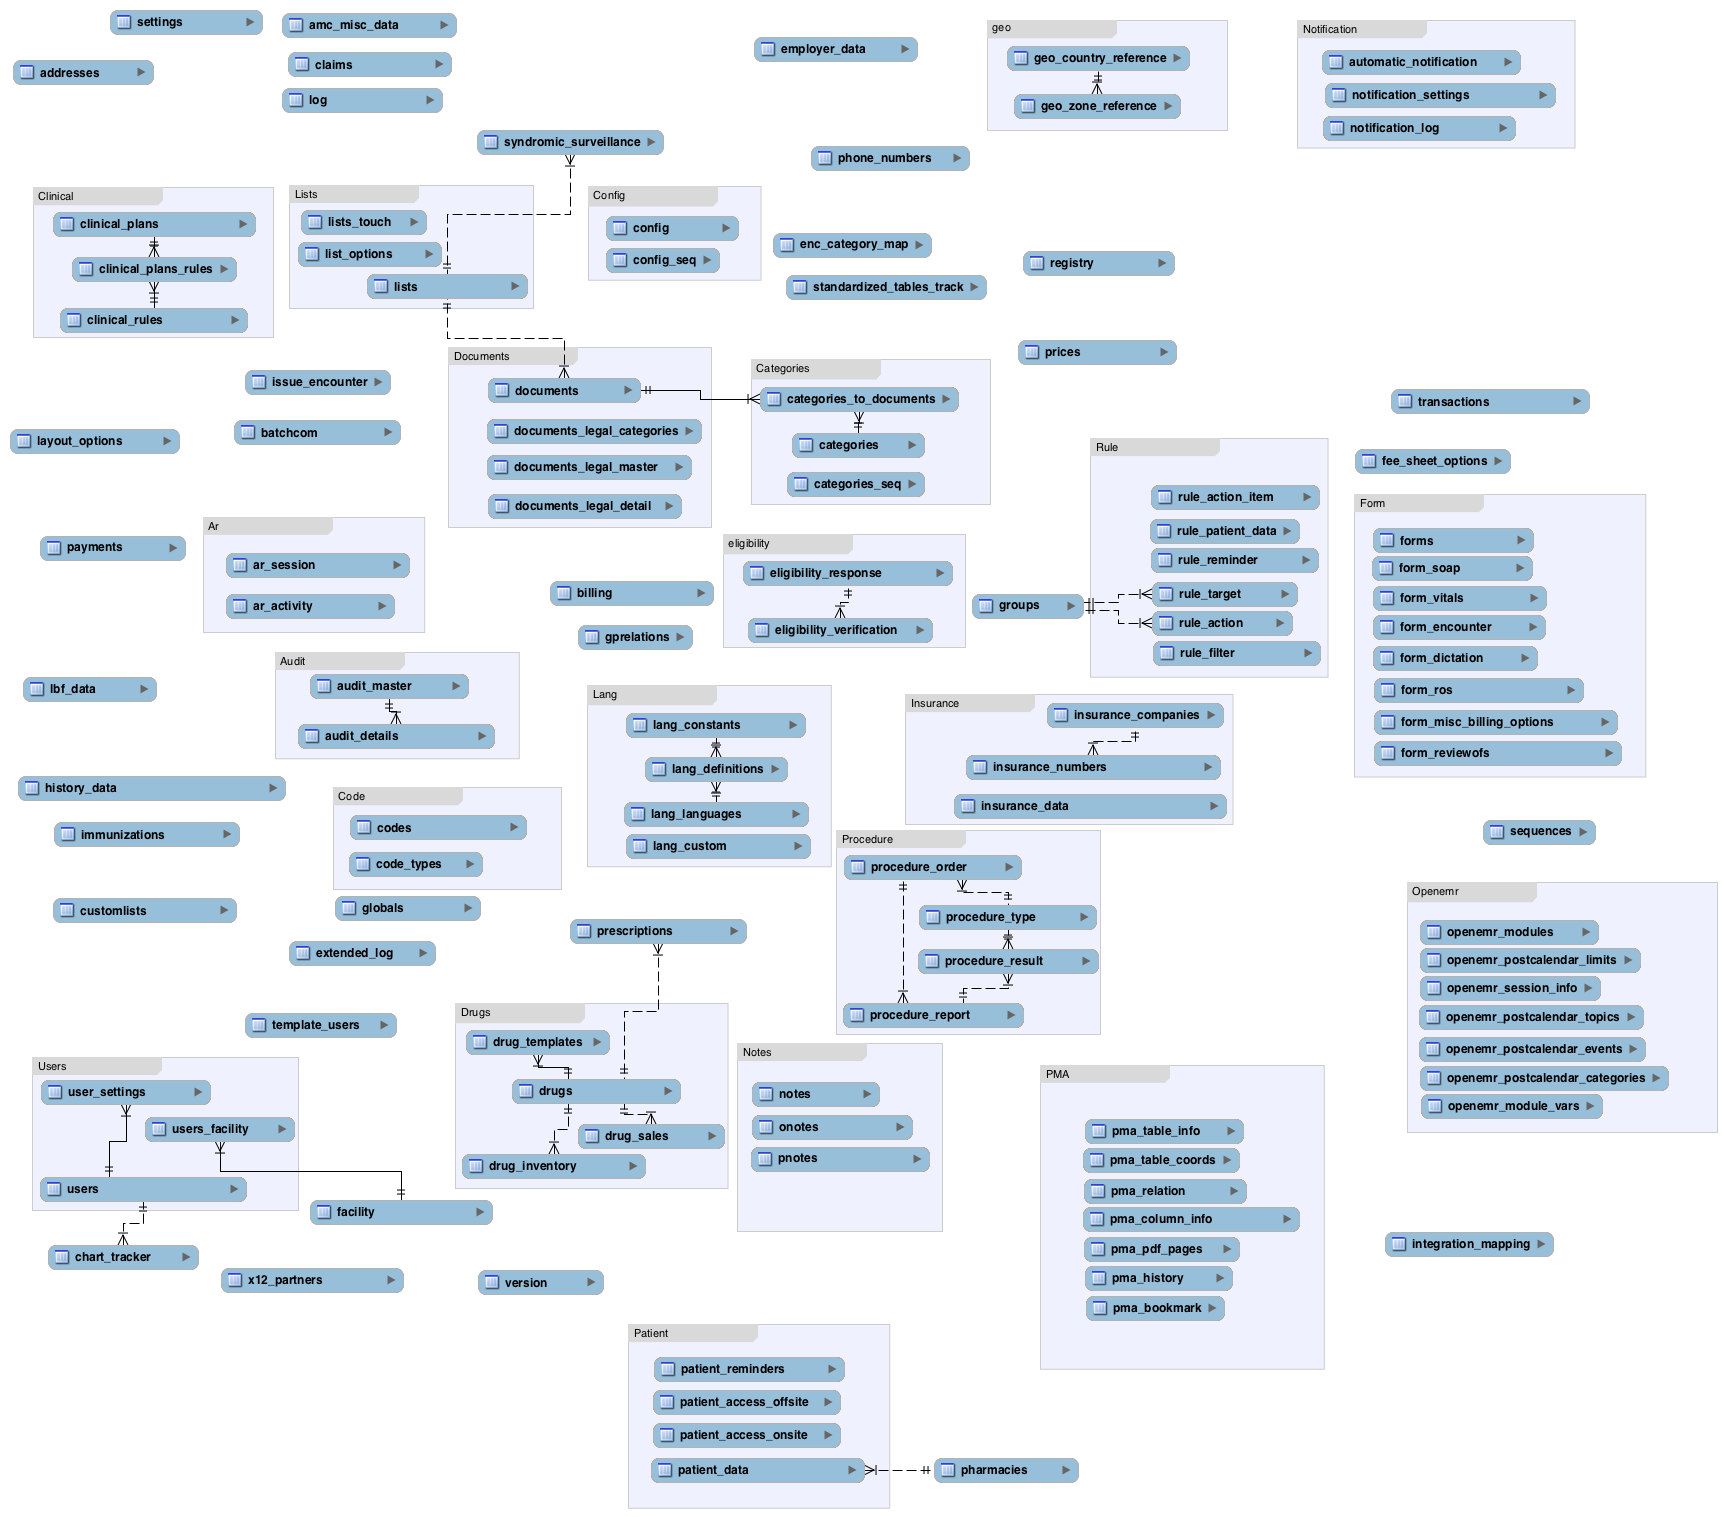 settings
amc_misc_data
addresses
claims
log
employer_data
geo
geo_country_reference
geo_zone_reference
Notification
automatic_notification
notification_settings
notification_log
syndromic_surveillance
phone_numbers
Clinical
clinical_plans
clinical_plans_rules
clinical_rules
Lists
lists_touch
list_options
lists
Config
config
config_seq
enc_category_map
standardized_tables_track
registry
prices
issue_encounter
batchcom
layout_options
Documents
documents
documents_legal_categories
documents_legal_master
documents_legal_detail
Categories
categories_to_documents
categories
categories_seq
transactions
fee_sheet_options
Rule
rule_action_item
rule_patient_data
rule_reminder
rule_target
rule_action
rule_filter
groups
Form
forms
form_soap
form_vitals
form_encounter
form_dictation
form_ros
form_misc_billing_options
form_reviewofs
payments
Ar
ar_session
ar_activity
eligibility
eligibility_response
eligibility_verification
billing
gprelations
lbf_data
Audit
audit_master
audit_details
Lang
lang_constants
lang_definitions
lang_languages
lang_custom
Insurance
insurance_companies
insurance_numbers
insurance_data
history_data
immunizations
customlists
Code
codes
code_types
globals
extended_log
template_users
prescriptions
Procedure
procedure_order
procedure_type
procedure_result
procedure_report
sequences
Openemr
openemr_modules
openemr_postcalendar_limits
openemr_session_info
openemr_postcalendar_topics
openemr_postcalendar_events
openemr_postcalendar_categories
openemr_module_vars
Users
user_settings
users_facility
users
facility
chart_tracker
x12_partners
version
Drugs
drug_templates
drugs
drug_sales
drug_inventory
Notes
notes
onotes
pnotes
PMA
pma_table_info
pma_table_coords
pma_relation
pma_column_info
pma_pdf_pages
pma_history
pma_bookmark
integration_mapping
Patient
patient_reminders
patient_access_offsite
patient_access_onsite
patient_data
pharmacies